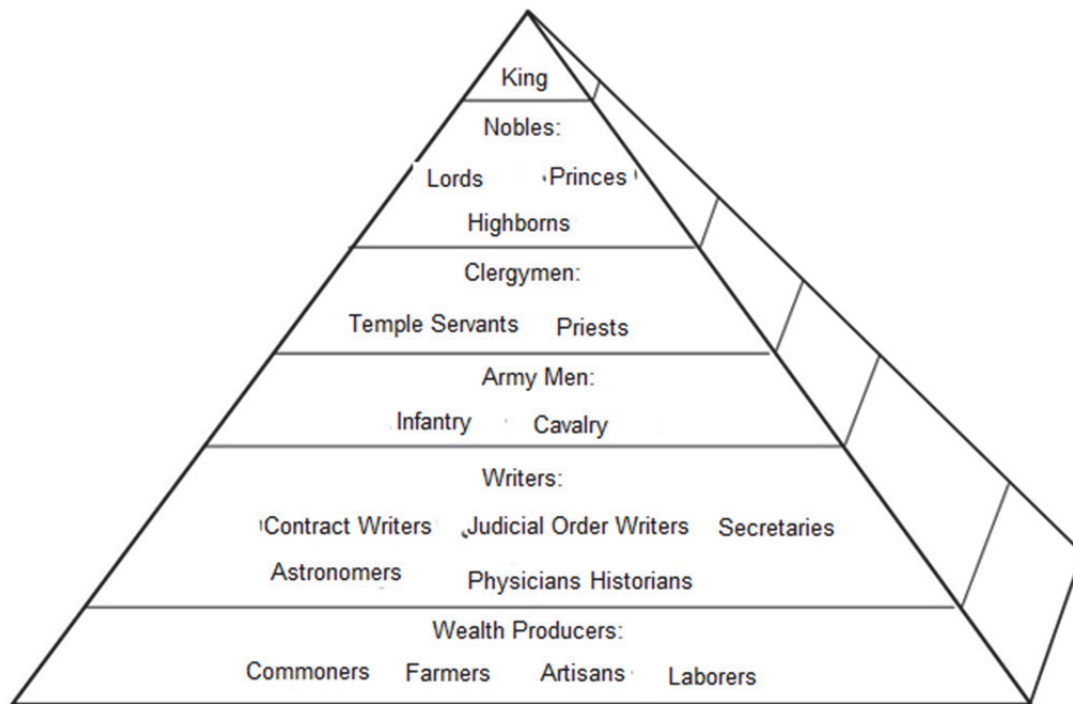 King
Nobles:
Lords Princes
Highborns
Clergymen:
Temple Servants Priests
Army Men:
Infantry Cavalry
Writers:
Contract Writers Judicial Order Writers Secretaries
Astronomers Physicians Historians
Wealth Producers:
Commoners Farmers Artisans Laborers